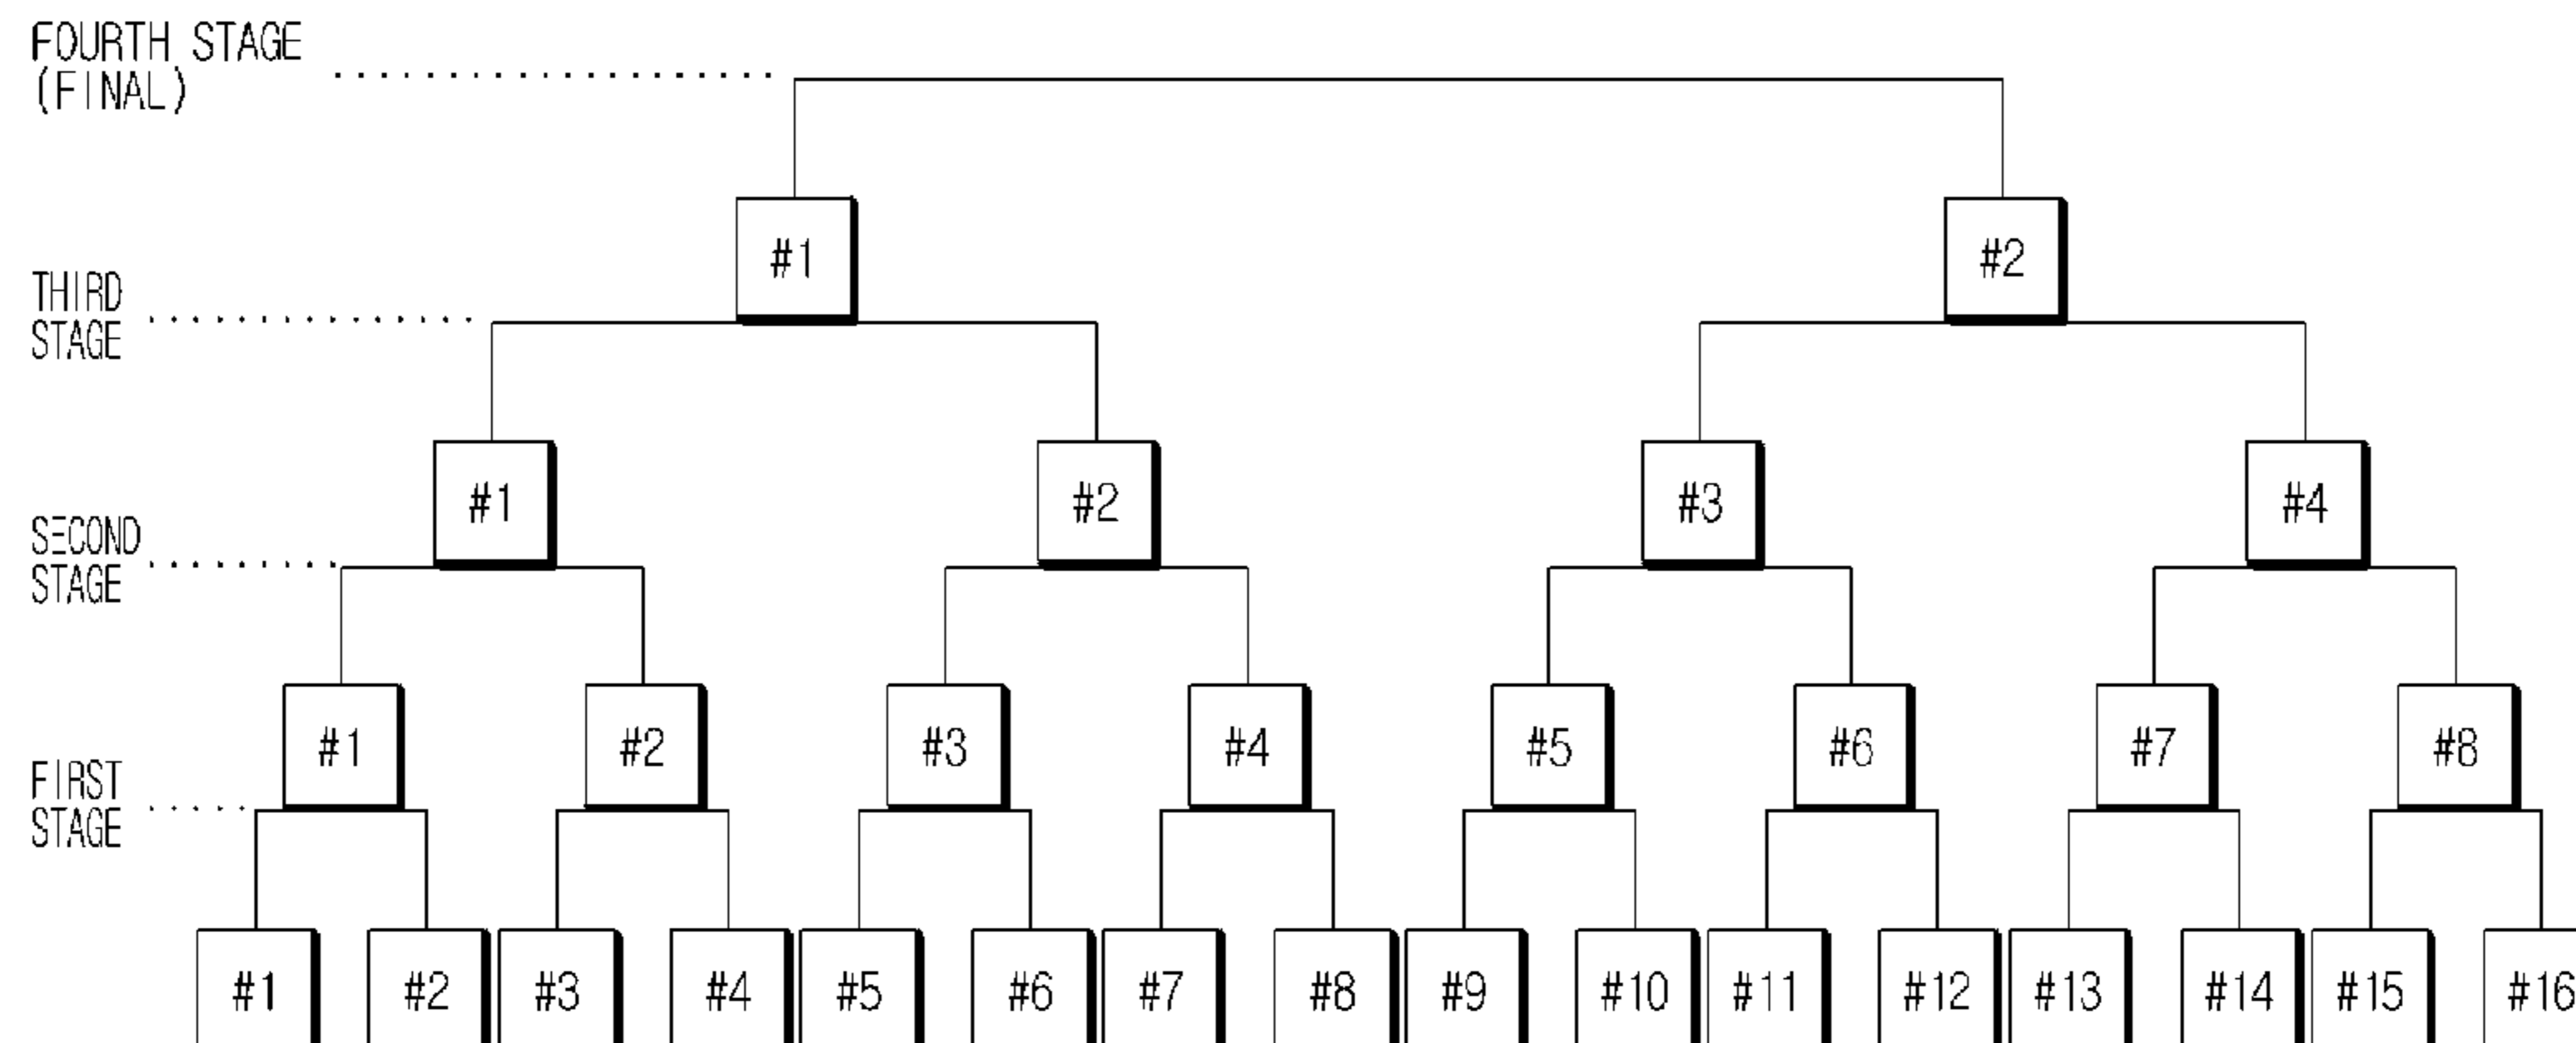 FOURTH STAGE
(FINAL)
#1 #2
THIRD
STAGE
#1 #2 #3 #4
SECOND
STAGE
#1 #2 #3 #4 #5 #6 #7 #8
FIRST
STAGE
#1 #2 #3 #4 #5 #6 #7 #8 #9 #10 #11 #12 #13 #14 #15 #16